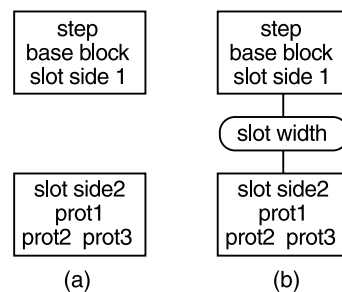 step
base block
slot side 1
slot side2
prot1
prot2 prot3
(a)
step
base block
slot side 1
slot width
slot side2
prot1
prot2 prot3
(b)